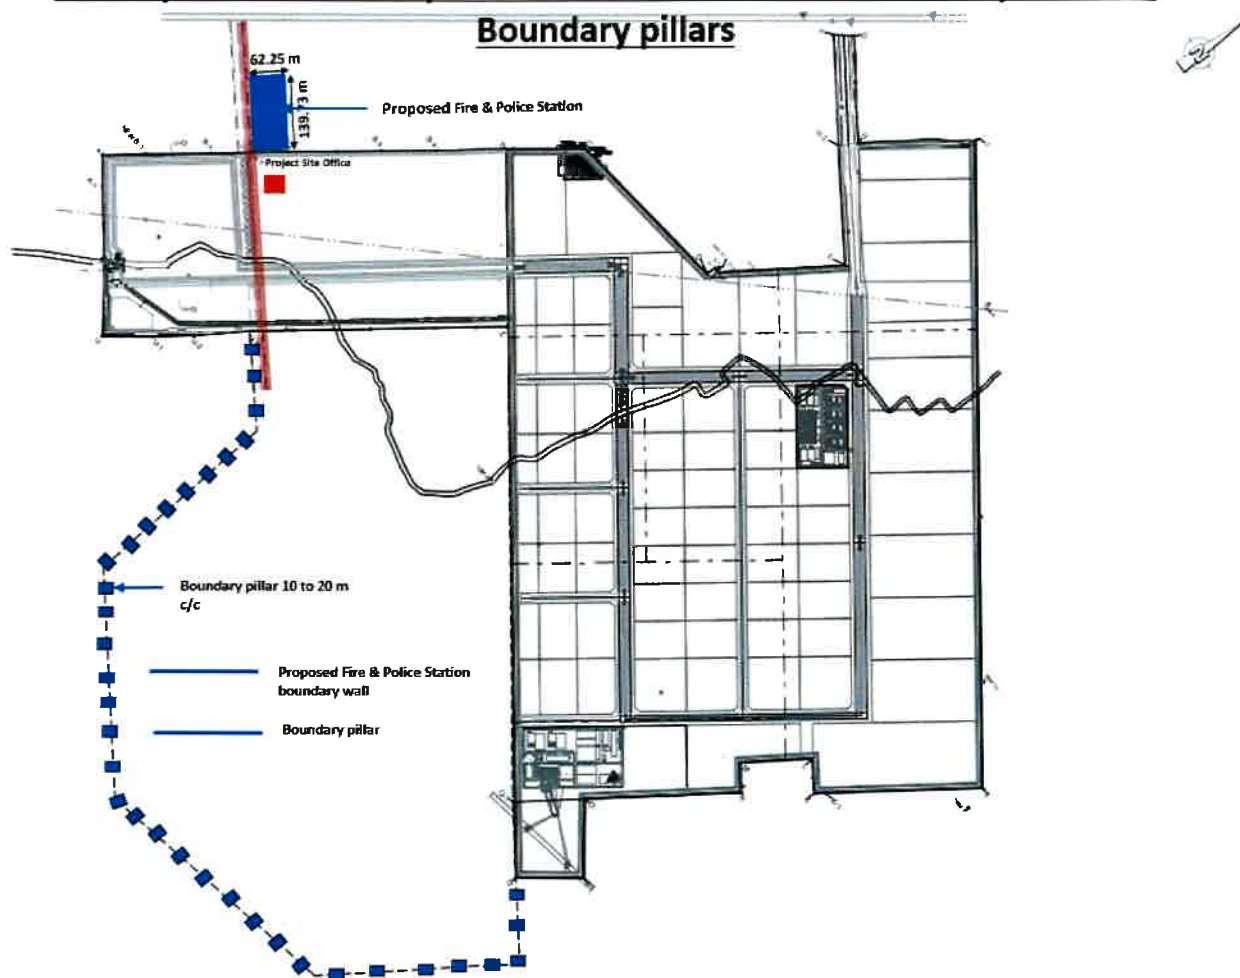 Boundary pillars
62.25 m
139.73 m
Proposed Fire & Police Station
Project Site Office
Boundary pillar 10 to 20 m
c/c
Proposed Fire & Police Station
boundary wall
Boundary pillar